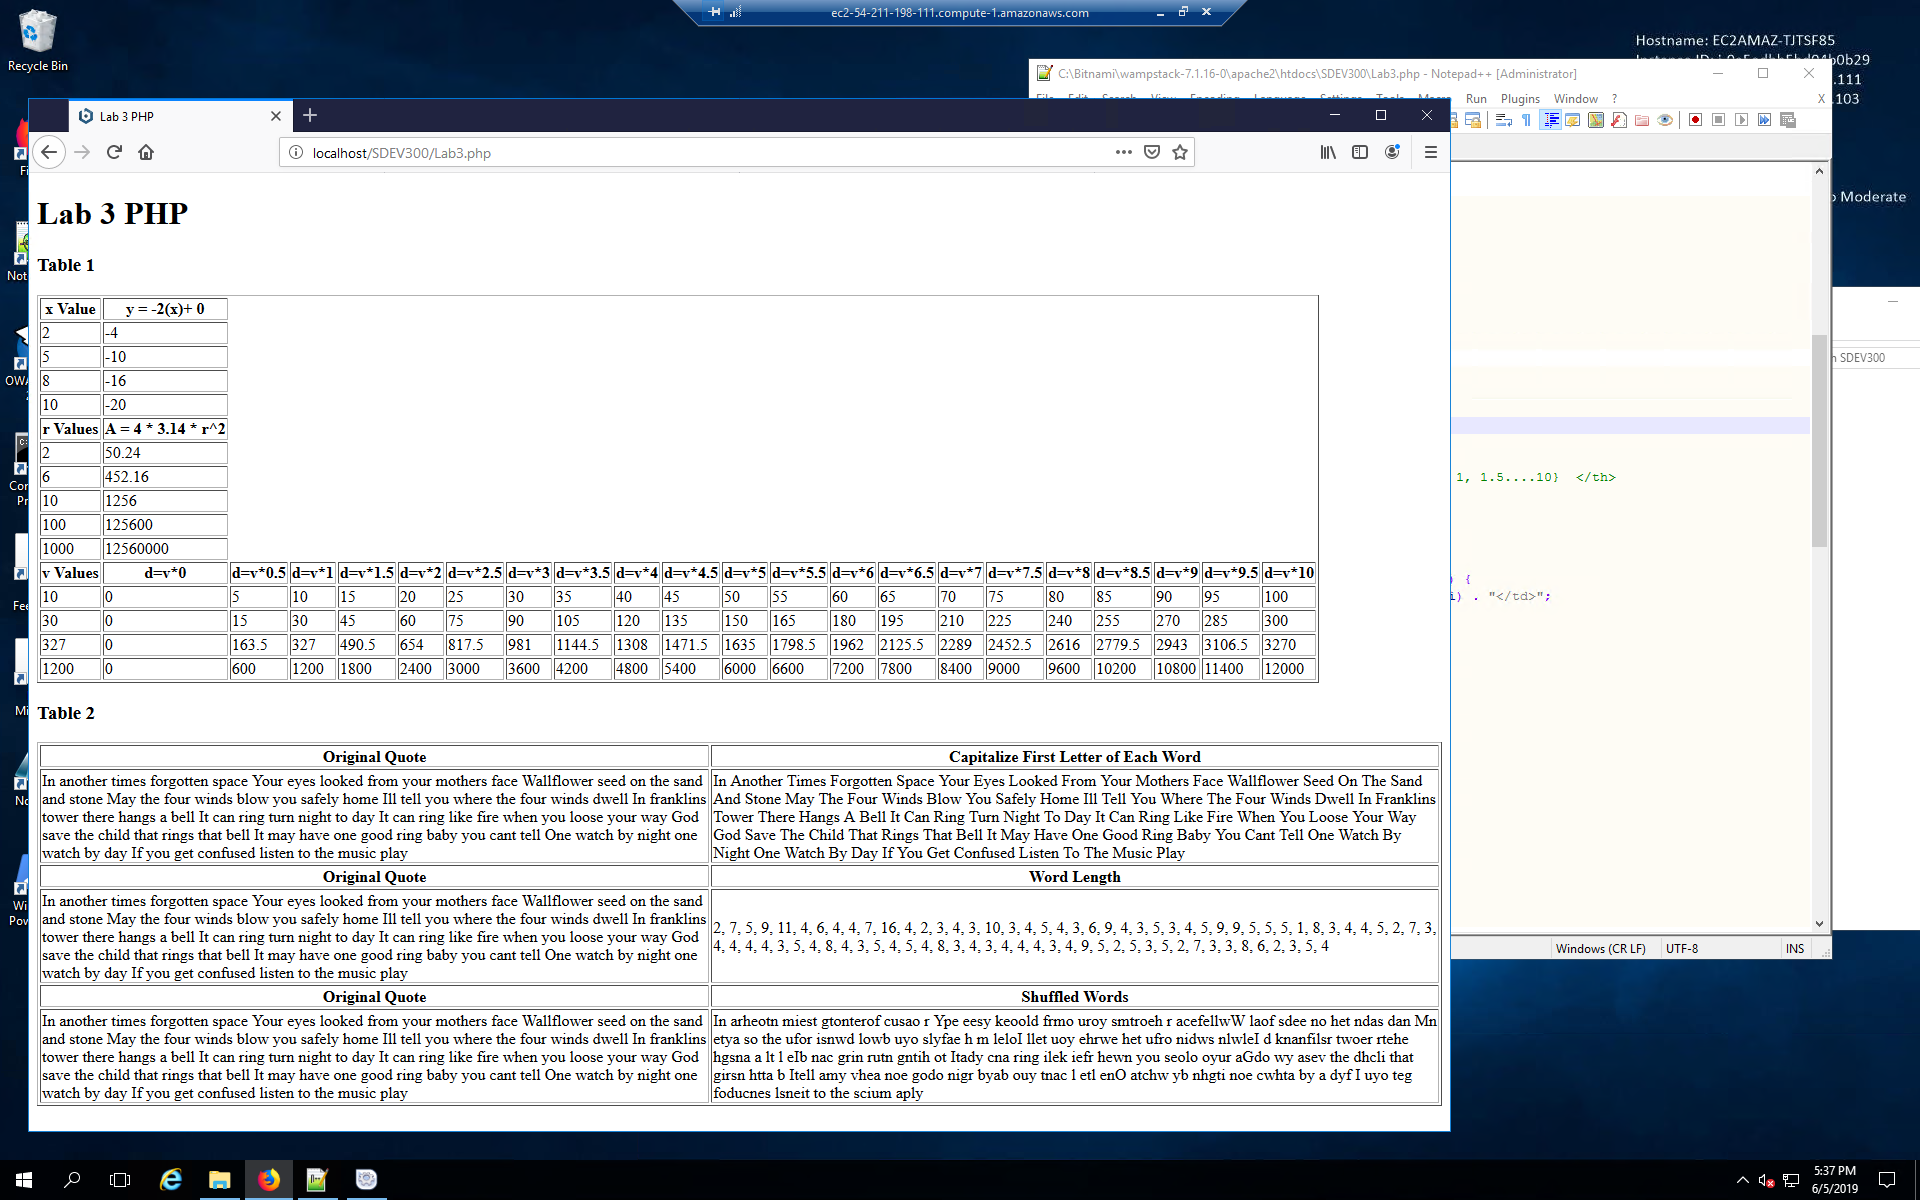 ec2-54-211-198-111.compute-1.amazonaws.com
Recycle Bin
Hostname: EC2AMAZ-TJTSF85
.111
.103
Moderate
C:\Bitnami\wampstack-7.1.16-0\apache2\htdocs\SDEV300\Lab3.php - Notepad++ [Administrator]
Run Plugins Window ? X
Lab 3 PHP
localhost/SDEV300/Lab3.php
Lab 3 PHP
Table 1
x Value y = -2(x)+ 0
2 -4
5 -10
8 -16
10 -20
r Values A = 4 * 3.14 * r^2
2 50.24
6 452.16
10 1256
100 125600
1000 12560000
v Values d=v*0 d=v*0.5 d=v*1 d=v*1.5 d=v*2 d=v*2.5 d=v*3 d=v*3.5 d=v*4 d=v*4.5 d=v*5 d=v*5.5 d=v*6 d=v*6.5 d=v*7 d=v*7.5 d=v*8 d=v*8.5 d=v*9 d=v*9.5 d=v*10
10 0 5 10 15 20 25 30 35 40 45 50 55 60 65 70 75 80 85 90 95 100
30 0 15 30 45 60 75 90 105 120 135 150 165 180 195 210 225 240 255 270 285 300
327 0 163.5 327 490.5 654 817.5 981 1144.5 1308 1471.5 1635 1798.5 1962 2125.5 2289 2452.5 2616 2779.5 2943 3106.5 3270
1200 0 600 1200 1800 2400 3000 3600 4200 4800 5400 6000 6600 7200 7800 8400 9000 9600 10200 10800 11400 12000
Table 2
Original Quote Capitalize First Letter of Each Word
In another times forgotten space Your eyes looked from your mothers face Wallflower seed on the sand
and stone May the four winds blow you safely home Ill tell you where the four winds dwell In franklins
tower there hangs a bell It can ring turn night to day It can ring like fire when you loose your way God
save the child that rings that bell It may have one good ring baby you cant tell One watch by night one
watch by day If you get confused listen to the music play
In Another Times Forgotten Space Your Eyes Looked From Your Mothers Face Wallflower Seed On The Sand
And Stone May The Four Winds Blow You Safely Home Ill Tell You Where The Four Winds Dwell In Franklins
Tower There Hangs A Bell It Can Ring Turn Night To Day It Can Ring Like Fire When You Loose Your Way
God Save The Child That Rings That Bell It May Have One Good Ring Baby You Cant Tell One Watch By
Night One Watch By Day If You Get Confused Listen To The Music Play
Original Quote Word Length
In another times forgotten space Your eyes looked from your mothers face Wallflower seed on the sand
and stone May the four winds blow you safely home Ill tell you where the four winds dwell In franklins
tower there hangs a bell It can ring turn night to day It can ring like fire when you loose your way God
save the child that rings that bell It may have one good ring baby you cant tell One watch by night one
watch by day If you get confused listen to the music play
2, 7, 5, 9, 11, 4, 6, 4, 4, 7, 16, 4, 2, 3, 4, 3, 10, 3, 4, 5, 4, 3, 6, 9, 4, 3, 5, 3, 4, 5, 9, 9, 5, 5, 5, 1, 8, 3, 4, 4, 5, 2, 7, 3,
4, 4, 4, 4, 3, 5, 4, 8, 4, 3, 5, 4, 5, 4, 8, 3, 4, 3, 4, 4, 4, 3, 4, 9, 5, 2, 5, 3, 5, 2, 7, 3, 3, 8, 6, 2, 3, 5, 4
Original Quote Shuffled Words
In another times forgotten space Your eyes looked from your mothers face Wallflower seed on the sand
and stone May the four winds blow you safely home Ill tell you where the four winds dwell In franklins
tower there hangs a bell It can ring turn night to day It can ring like fire when you loose your way God
save the child that rings that bell It may have one good ring baby you cant tell One watch by night one
watch by day If you get confused listen to the music play
In arheotn miest gtonterof cusao r Ype eesy keoold frmo uroy smtroeh r acefellwW laof sdee no het ndas dan Mn
etya so the ufor isnwd lowb uyo slyfae h m leloI llet uoy ehrwe het ufro nidws nlwleI d knanfilsr twoer rtehe
hgsna a lt l eIb nac grin rutn gntih ot Itady cna ring ilek iefr hewn you seolo oyur aGdo wy asev the dhcli that
girsn htta b Itell amy vhea noe godo nigr byab ouy tnac l etl enO atchw yb nhgti noe cwhta by a dyf I uyo teg
foducnes lsneit to the scium aply
1, 1.5....10} </th>
) {
i) . "</td>";
SDEV300
Windows (CR LF) UTF-8 INS
5:37 PM
6/5/2019